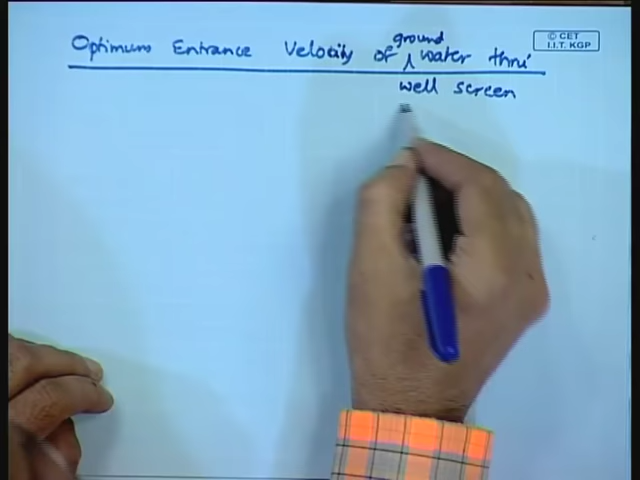 Optimum Entrance Velocity of ground water thru'
well screen
© CET
I.I.T. KGP